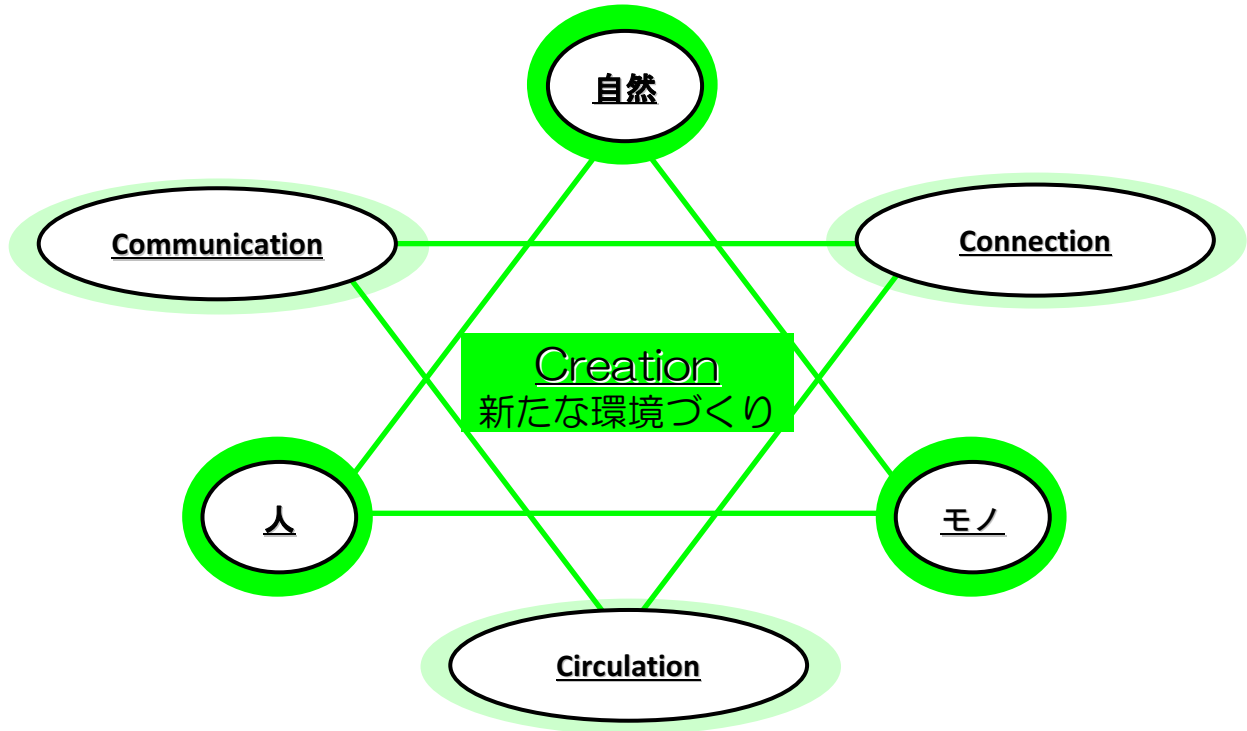 自然
Communication
Connection
Creation
新たな環境づくり
人
モノ
Circulation